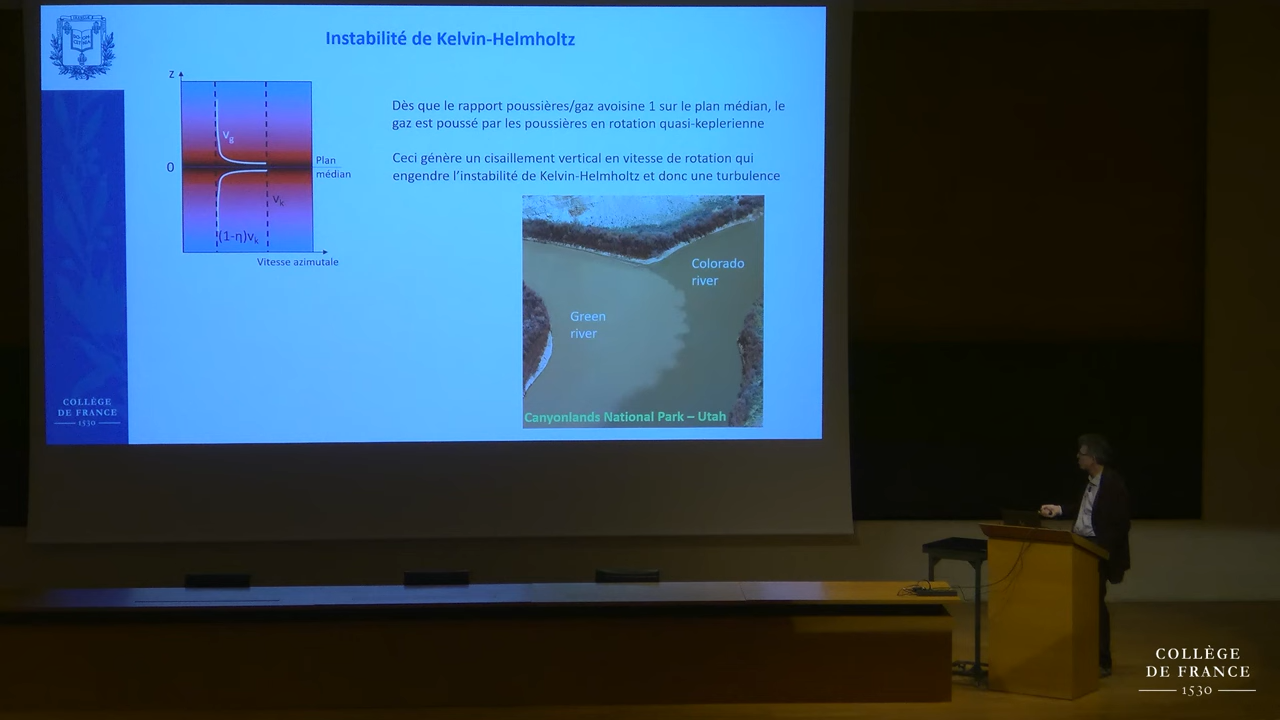 Instabilité de Kelvin-Helmholtz
z
0
vg
vk
(1-η)vk
Plan
médian
Vitesse azimutale
Dès que le rapport poussières/gaz avoisine 1 sur le plan médian, le
gaz est poussé par les poussières en rotation quasi-keplerienne
Ceci génère un cisaillement vertical en vitesse de rotation qui
engendre l'instabilité de Kelvin-Helmholtz et donc une turbulence
Colorado
river
Green
river
Canyonlands National Park – Utah
COLLÈGE
DE FRANCE
1530
COLLÈGE
DE FRANCE
1530